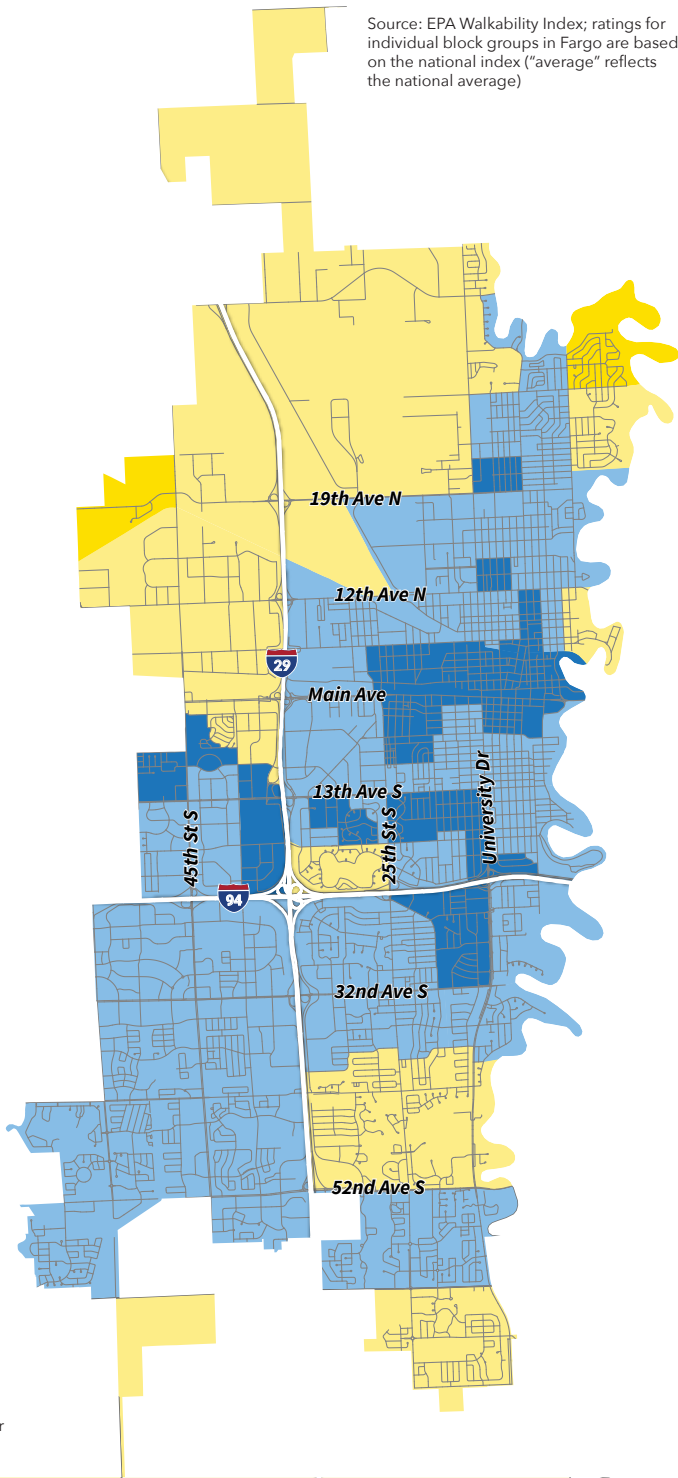 Source: EPA Walkability Index; ratings for
individual block groups in Fargo are based
on the national index (“average” reflects
the national average)
19th Ave N
12th Ave N
29
Main Ave
13th Ave S
University Dr
25th St S
45th St S
94
32nd Ave S
52nd Ave S
r